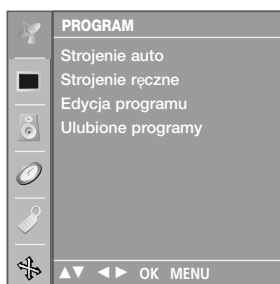 PROGRAM
Strojenie auto
Strojenie ręczne
Edycja programu
Ulubione programy
▲▼ ◄► OK MENU